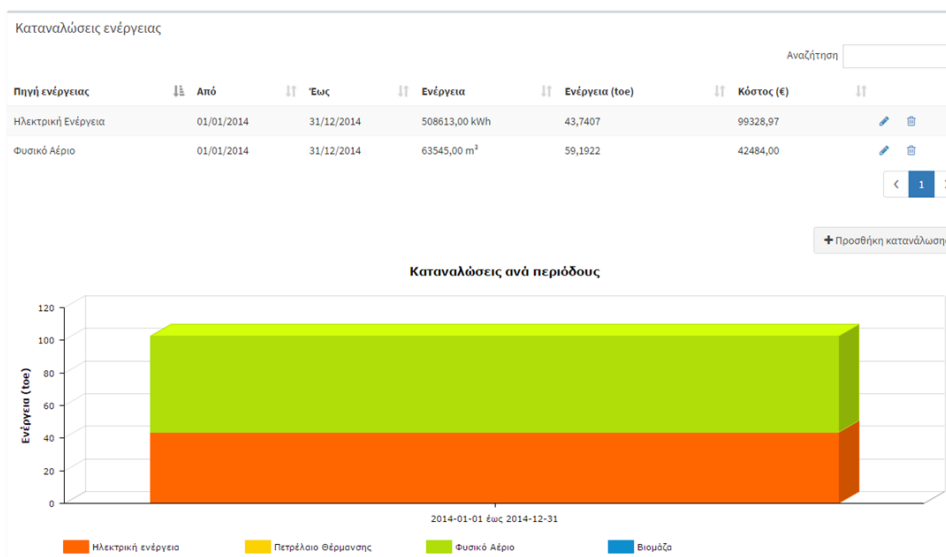 Καταναλώσεις ενέργειας
Αναζήτηση
Πηγή ενέργειας Από Έως Ενέργεια Ενέργεια (toe) Κόστος (€)
Ηλεκτρική Ενέργεια 01/01/2014 31/12/2014 508613,00 kWh 43,7407 99328,97
Φυσικό Αέριο 01/01/2014 31/12/2014 63545,00 m³ 59,1922 42484,00
1
Προσθήκη κατανάλωσης
Καταναλώσεις ανά περιόδους
120
100
80
60
40
20
0
Ενέργεια (toe)
2014-01-01 έως 2014-12-31
Ηλεκτρική ενέργεια Πετρέλαιο Θέρμανσης Φυσικό Αέριο Βιομάζα